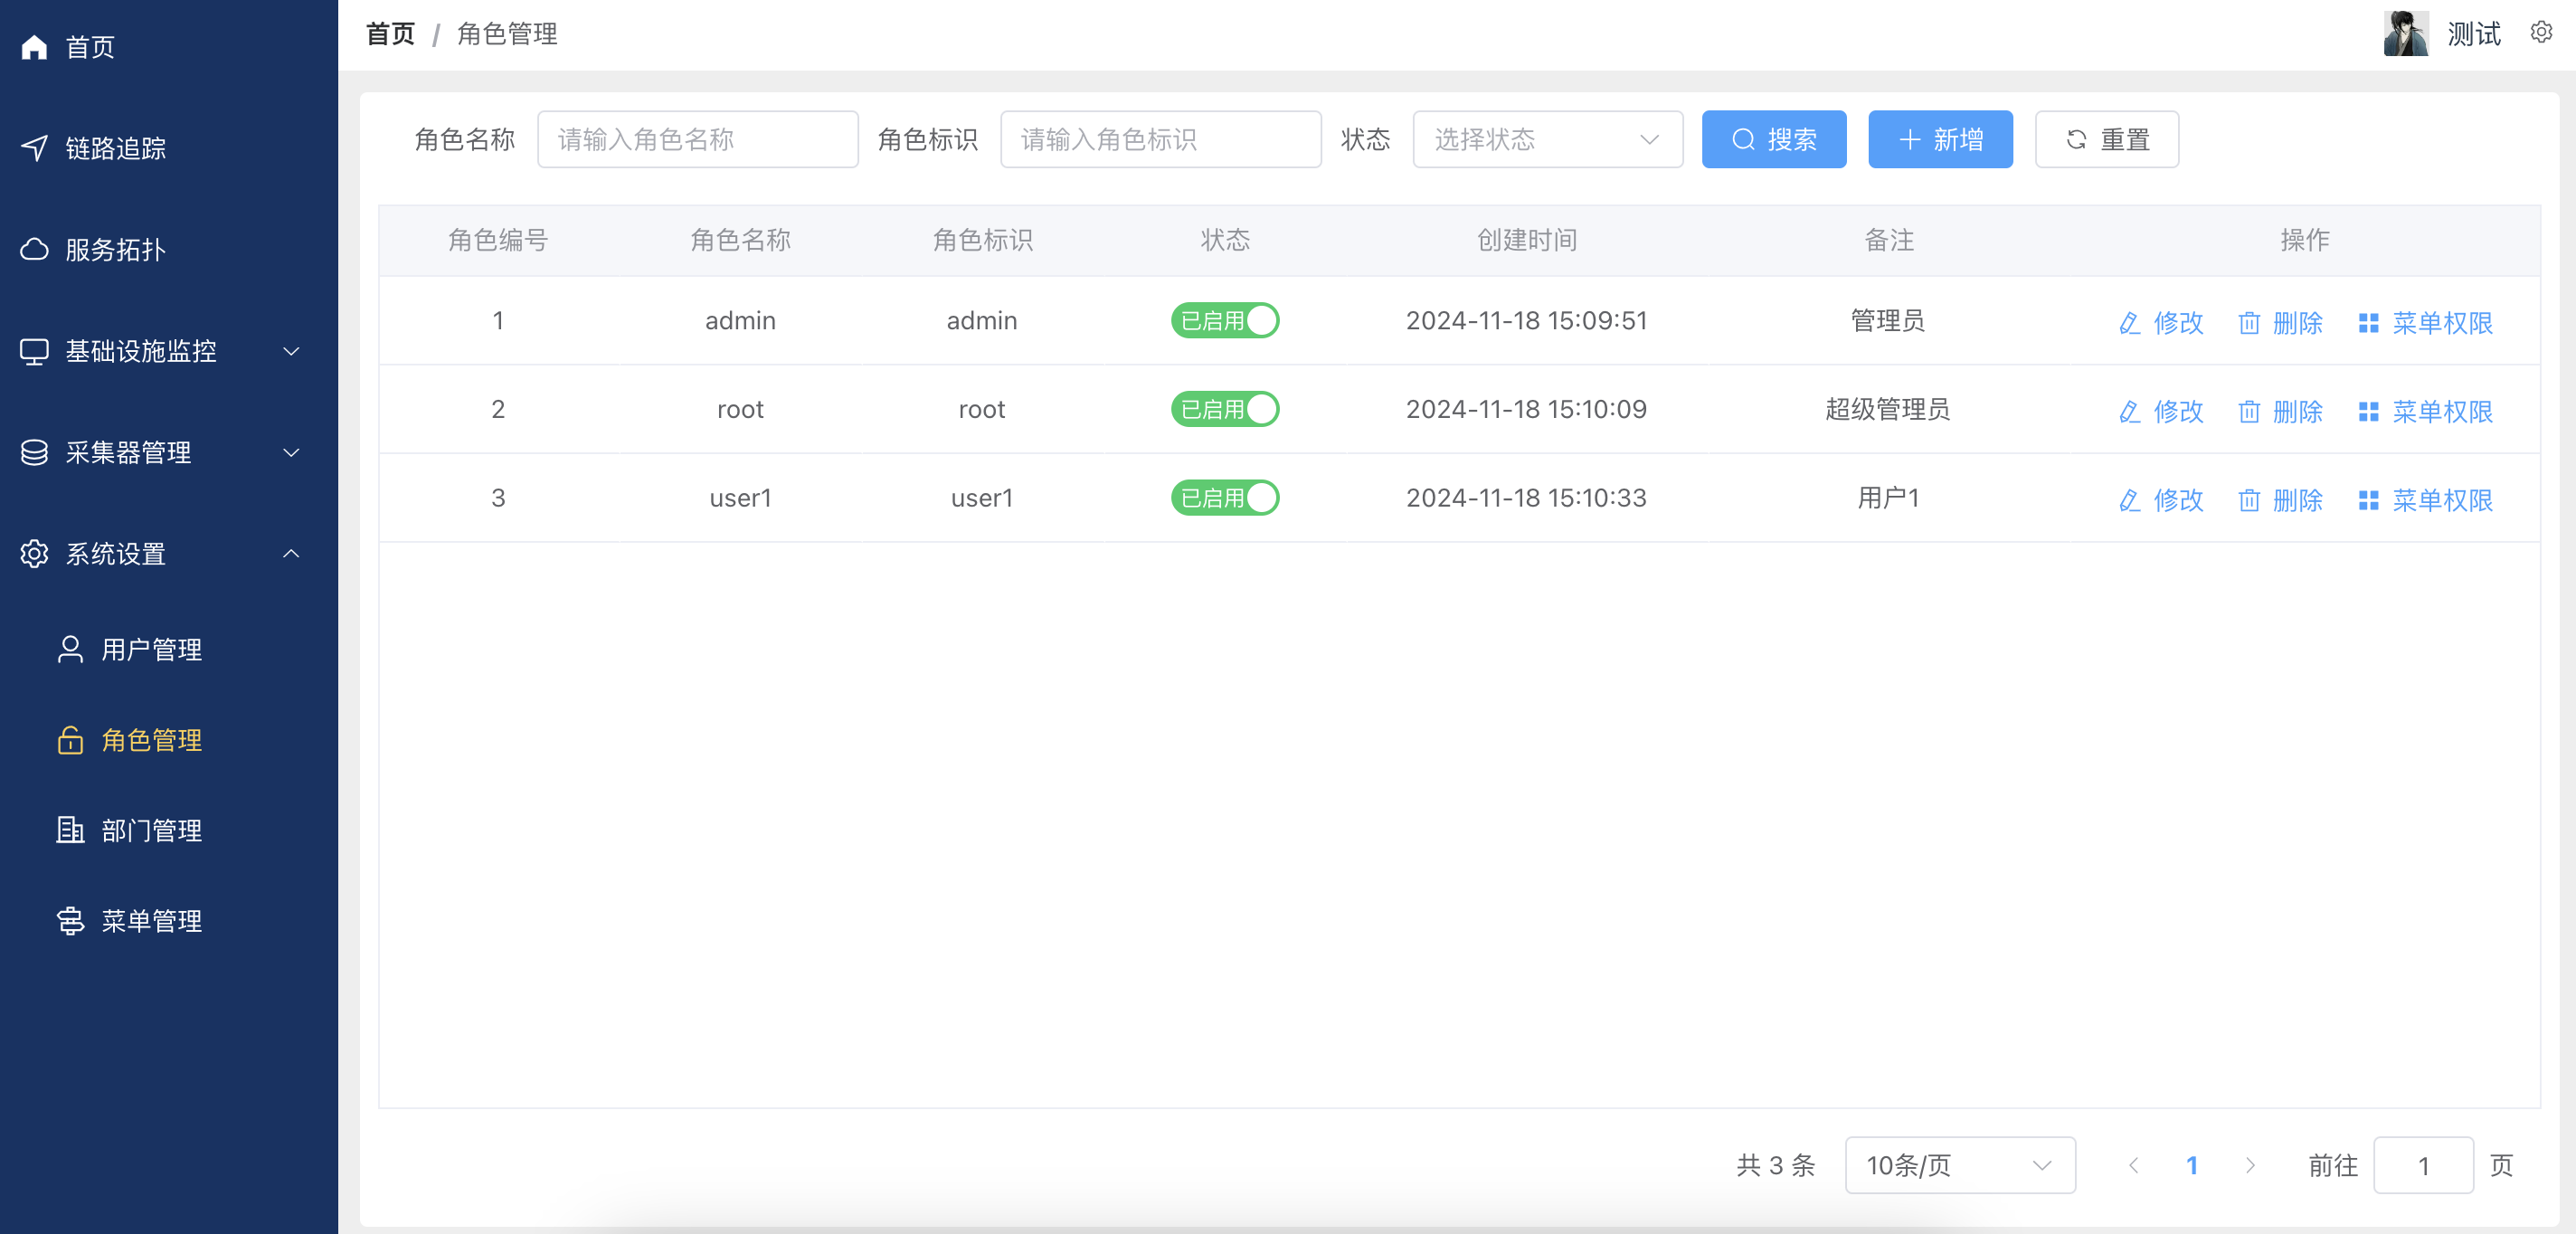 首页
链路追踪
服务拓扑
基础设施监控
采集器管理
系统设置
用户管理
角色管理
部门管理
菜单管理
首页 / 角色管理
测试
角色名称 请输入角色名称 角色标识 请输入角色标识 状态 选择状态 搜索 新增 重置
角色编号 角色名称 角色标识 状态 创建时间 备注 操作
1 admin admin 已启用 2024-11-18 15:09:51 管理员 修改 删除 菜单权限
2 root root 已启用 2024-11-18 15:10:09 超级管理员 修改 删除 菜单权限
3 user1 user1 已启用 2024-11-18 15:10:33 用户1 修改 删除 菜单权限
共 3 条 10条/页 1 前往 1 页